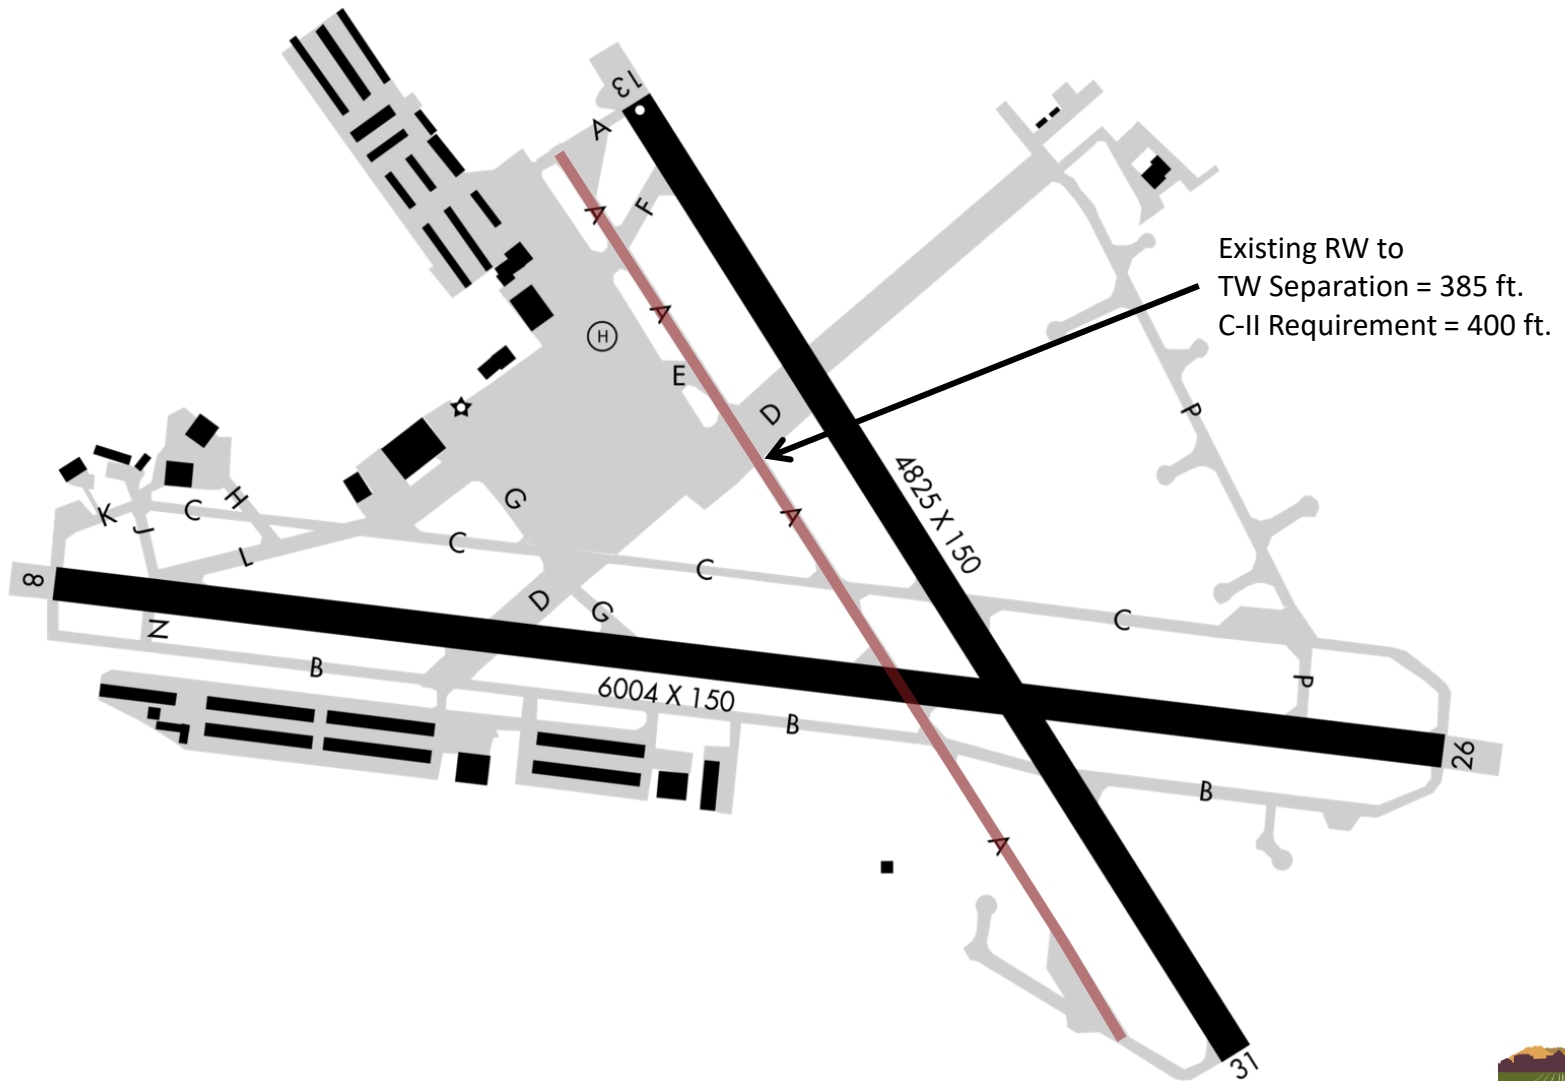 13
A
A
F
Existing RW to
TW Separation = 385 ft.
C-II Requirement = 400 ft.
A
H
E
D
P
4825 X 150
K
J
C
H
G
A
L
C
C
8
D
G
C
N
B
6004 X 150
B
P
26
B
A
31